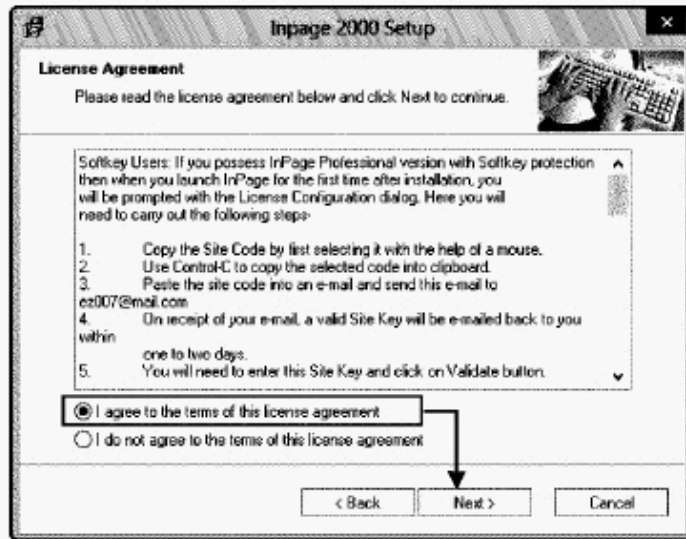 Inpage 2000 Setup
License Agreement
Please read the license agreement below and click Next to continue.
Softkey Users: If you possess InPage Professional version with Softkey protection
then when you launch InPage for the first time after installation, you
will be prompted with the License Configuration dialog. Here you will
need to carry out the following steps-
1. Copy the Site Code by first selecting it with the help of a mouse.
2. Use Control-C to copy the selected code into clipboard.
3. Paste the site code into an e-mail and send this e-mail to
ez007@mail.com
4. On receipt of your e-mail, a valid Site Key will be e-mailed back to you
within
one to two days.
5. You will need to enter this Site Key and click on Validate button.
I agree to the terms of this license agreement
I do not agree to the terms of this license agreement
< Back Next > Cancel